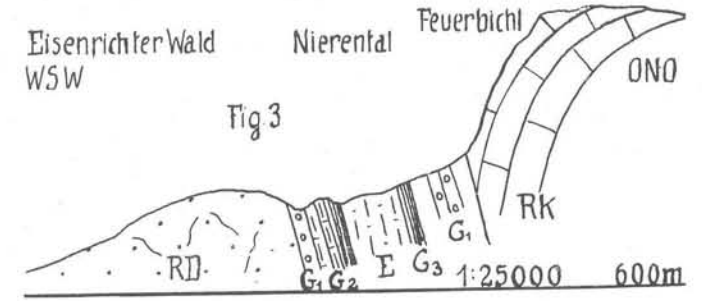 Eisenrichter Wald Nierental Feuerbichl
WSW ONO
Fig. 3
RD G1 G2 E G3 G1 RK
1:25000 600m